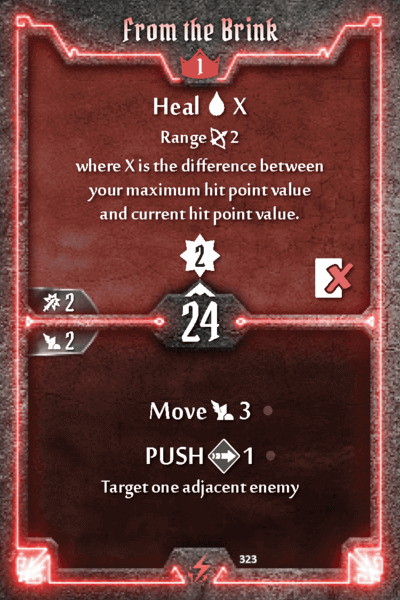 From the Brink
1
Heal X
Range 2
where X is the difference between
your maximum hit point value
and current hit point value.
2
2
24
2
Move 3
PUSH 1
Target one adjacent enemy
323